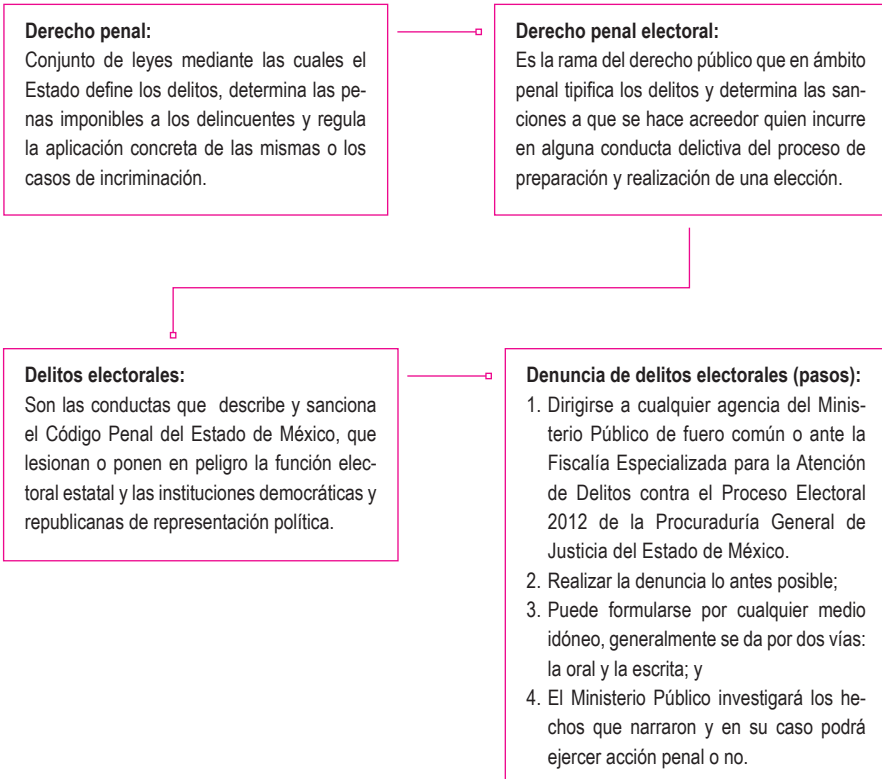 Derecho penal:
Conjunto de leyes mediante las cuales el
Estado define los delitos, determina las pe-
nas imponibles a los delincuentes y regula
la aplicación concreta de las mismas o los
casos de incriminación.
Derecho penal electoral:
Es la rama del derecho público que en ámbito
penal tipifica los delitos y determina las san-
ciones a que se hace acreedor quien incurre
en alguna conducta delictiva del proceso de
preparación y realización de una elección.
Delitos electorales:
Son las conductas que describe y sanciona
el Código Penal del Estado de México, que
lesionan o ponen en peligro la función elec-
toral estatal y las instituciones democráticas y
republicanas de representación política.
Denuncia de delitos electorales (pasos):
1. Dirigirse a cualquier agencia del Minis-
terio Público de fuero común o ante la
Fiscalía Especializada para la Atención
de Delitos contra el Proceso Electoral
2012 de la Procuraduría General de
Justicia del Estado de México.
2. Realizar la denuncia lo antes posible;
3. Puede formularse por cualquier medio
idóneo, generalmente se da por dos vías:
la oral y la escrita; y
4. El Ministerio Público investigará los he-
chos que narraron y en su caso podrá
ejercer acción penal o no.